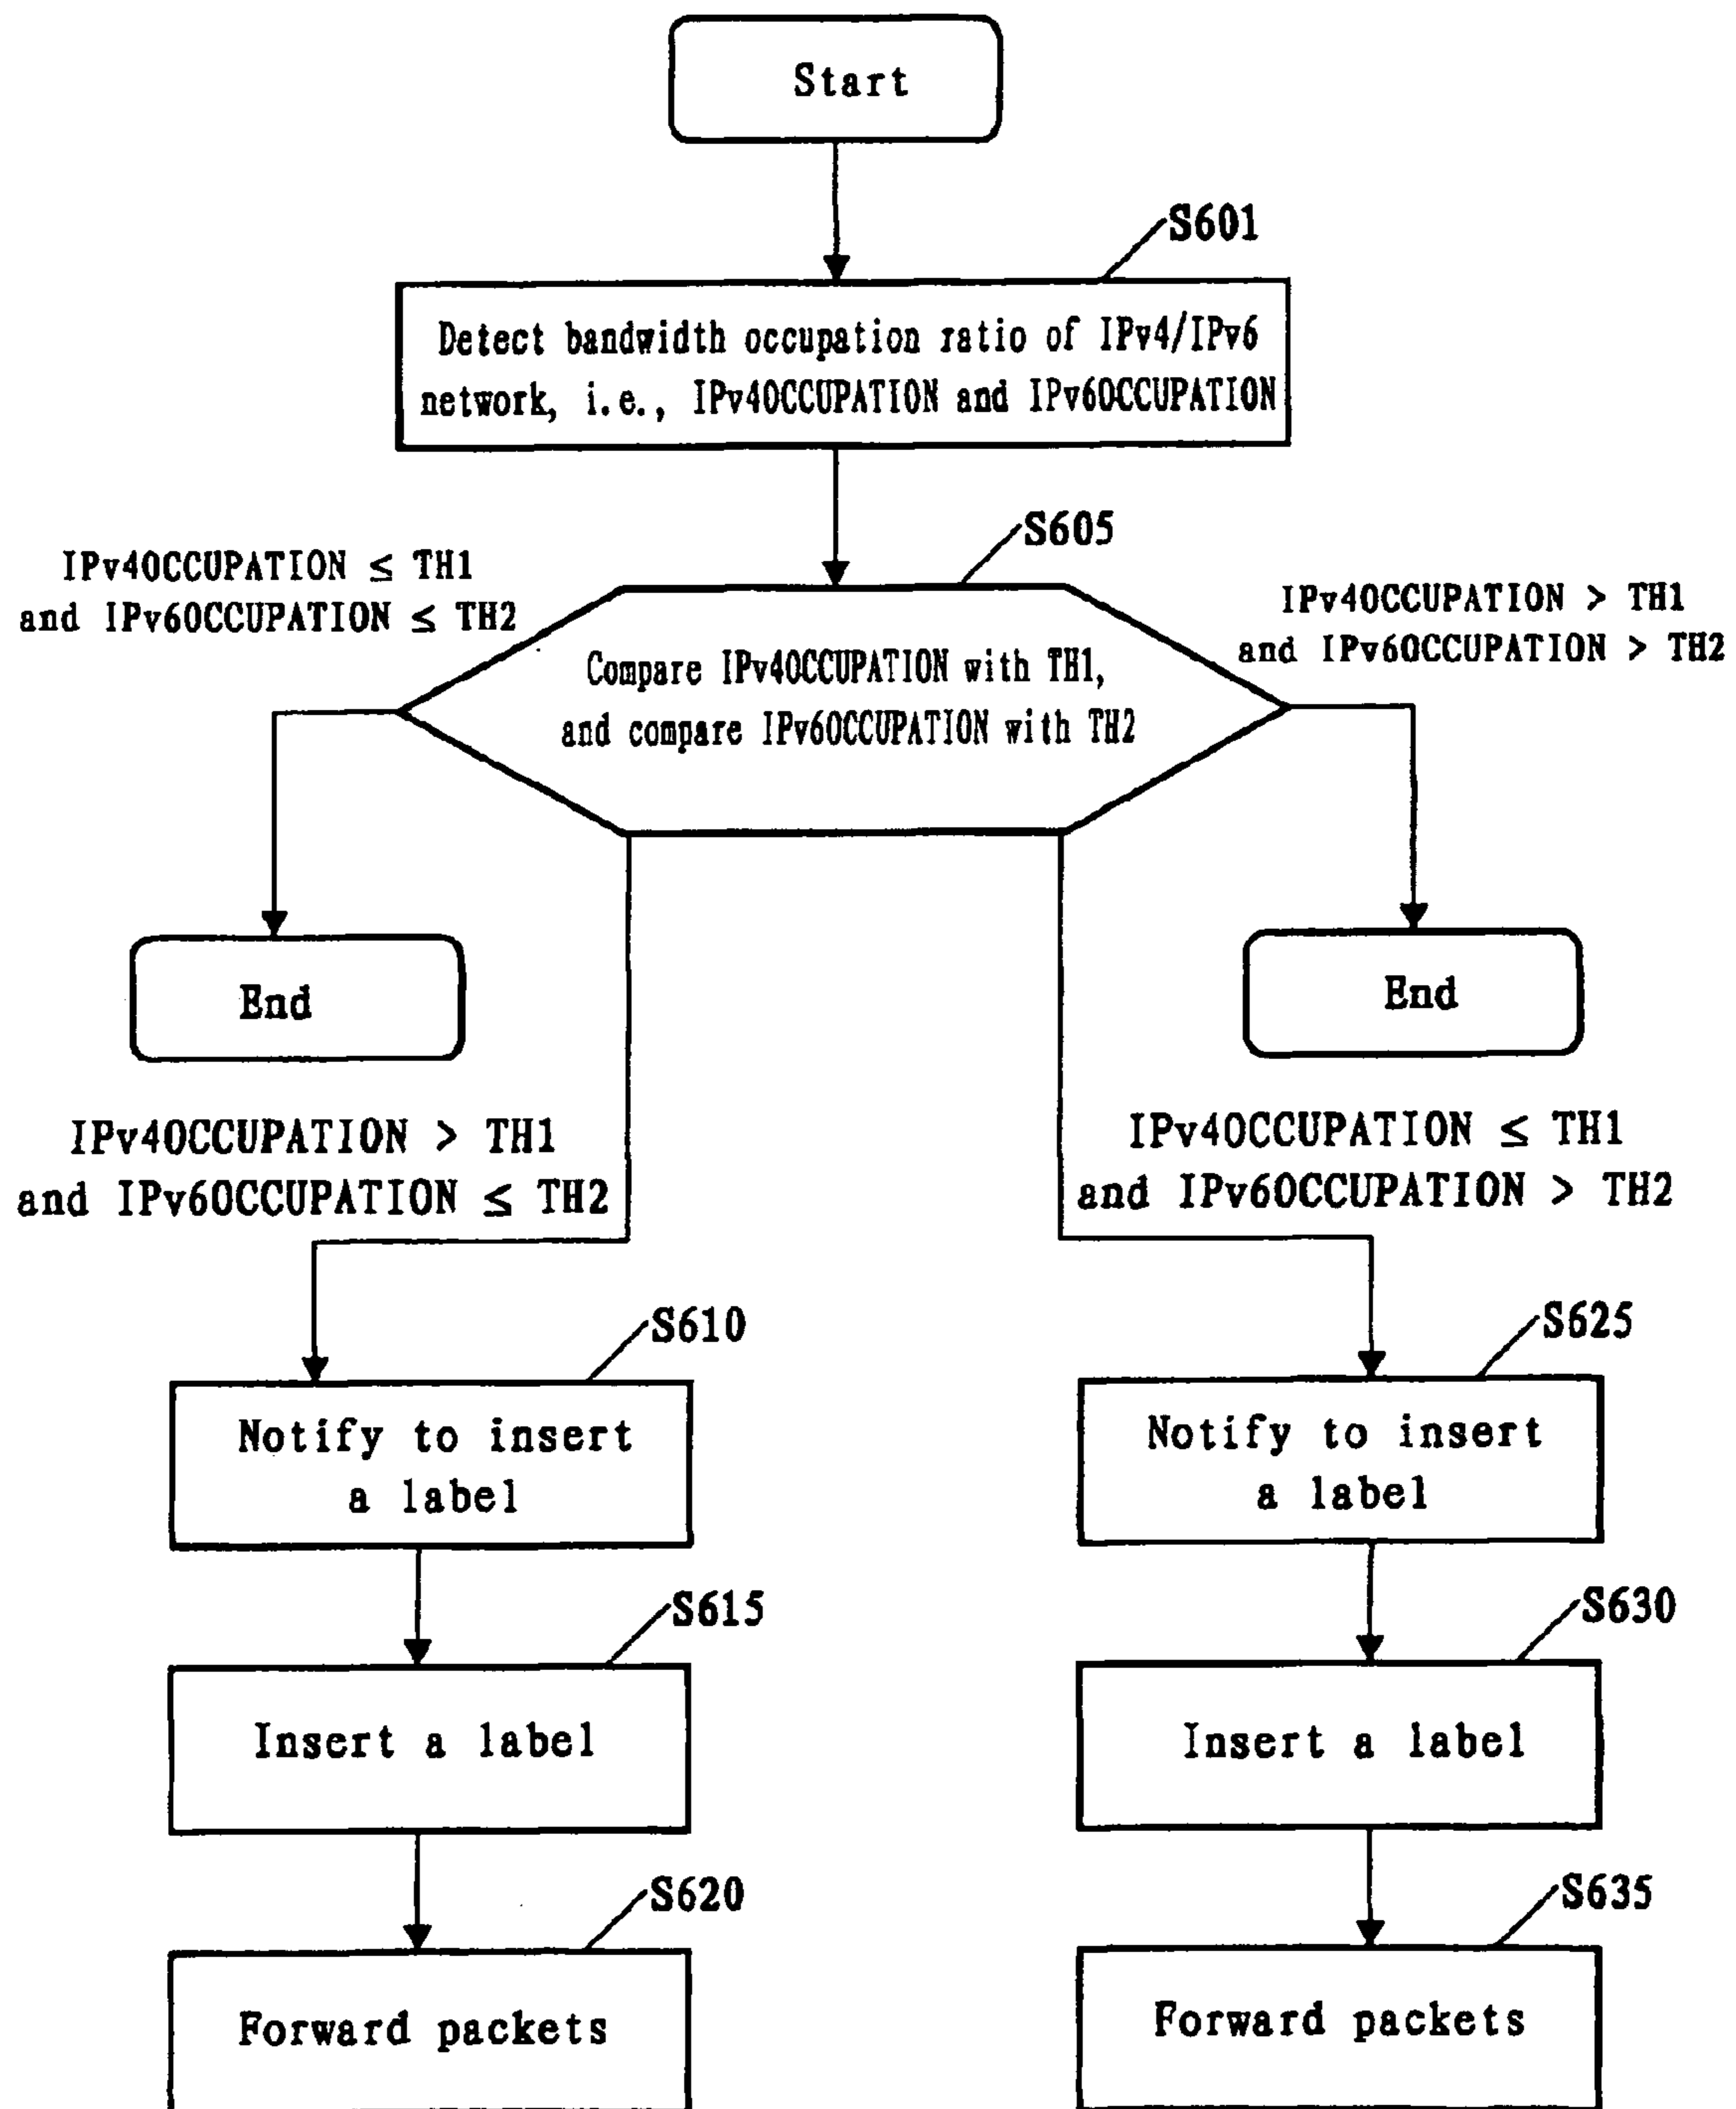 Start
S601
Detect bandwidth occupation ratio of IPv4/IPv6
network, i.e., IPv4OCCUPATION and IPv6OCCUPATION
S605
IPv4OCCUPATION ≤ TH1
and IPv6OCCUPATION ≤ TH2
IPv4OCCUPATION > TH1
and IPv6OCCUPATION > TH2
Compare IPv4OCCUPATION with TH1,
and compare IPv6OCCUPATION with TH2
End
End
IPv4OCCUPATION > TH1
and IPv6OCCUPATION ≤ TH2
IPv4OCCUPATION ≤ TH1
and IPv6OCCUPATION > TH2
S610
Notify to insert
a label
S625
Notify to insert
a label
S615
Insert a label
S630
Insert a label
S620
Forward packets
S635
Forward packets